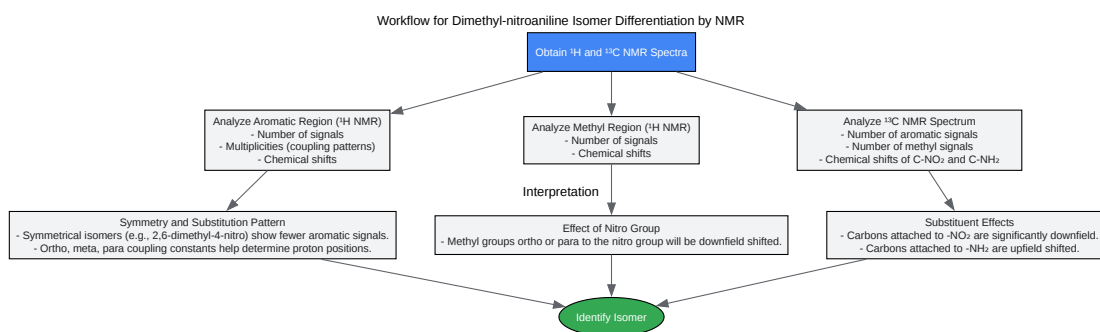 Workflow for Dimethyl-nitroaniline Isomer Differentiation by NMR
Obtain ¹H and ¹³C NMR Spectra
Analyze Aromatic Region (¹H NMR)
- Number of signals
- Multiplicities (coupling patterns)
- Chemical shifts
Analyze Methyl Region (¹H NMR)
- Number of signals
- Chemical shifts
Analyze ¹³C NMR Spectrum
- Number of aromatic signals
- Number of methyl signals
- Chemical shifts of C-NO₂ and C-NH₂
Interpretation
Symmetry and Substitution Pattern
- Symmetrical isomers (e.g., 2,6-dimethyl-4-nitro) show fewer aromatic signals.
- Ortho, meta, para coupling constants help determine proton positions.
Effect of Nitro Group
- Methyl groups ortho or para to the nitro group will be downfield shifted.
Substituent Effects
- Carbons attached to -NO₂ are significantly downfield.
- Carbons attached to -NH₂ are upfield shifted.
Identify Isomer